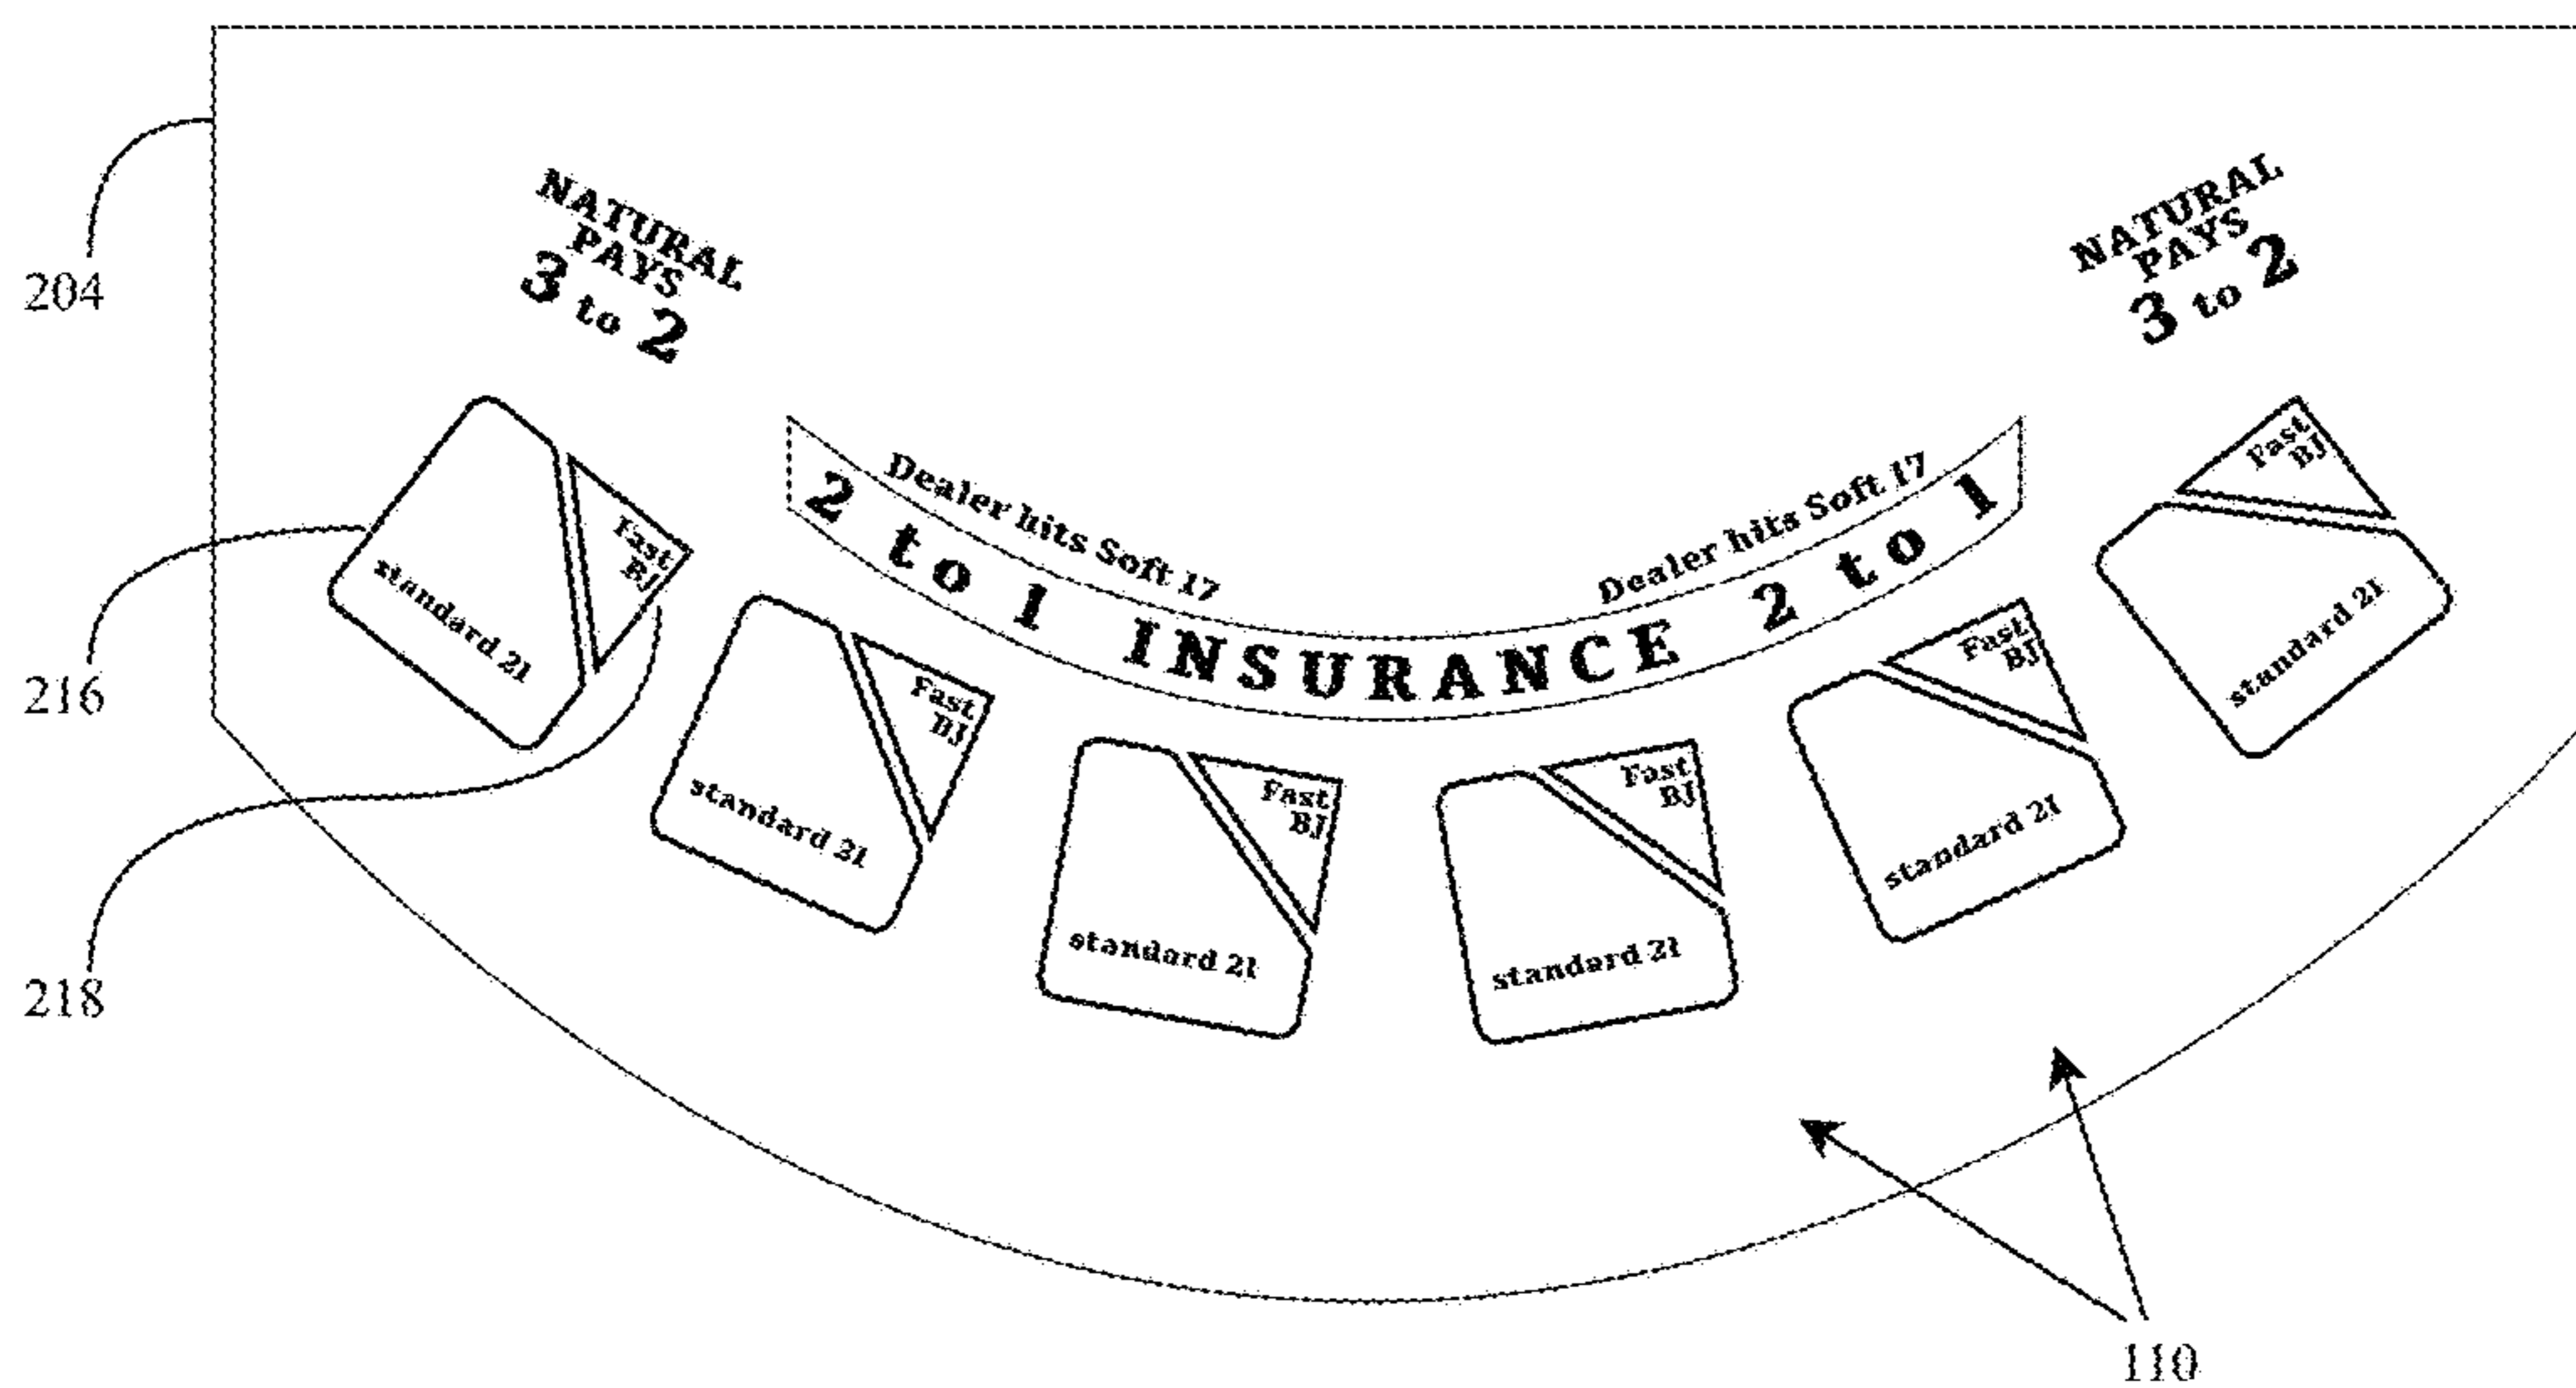 204
NATURAL
PAYS
3 to 2
NATURAL
PAYS
3 to 2
Dealer hits Soft 17
Dealer hits Soft 17
2 to 1 INSURANCE 2 to 1
216
218
standard 21
Fast
BJ
standard 21
Fast
BJ
standard 21
Fast
BJ
standard 21
Fast
BJ
standard 21
Fast
BJ
standard 21
Fast
BJ
110